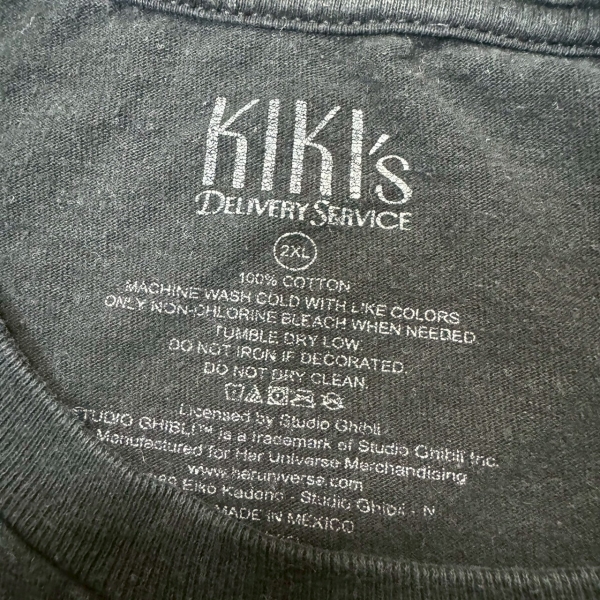 KIKI's
DELIVERY SERVICE
2XL
100% COTTON
MACHINE WASH COLD WITH LIKE COLORS
ONLY NON-CHLORINE BLEACH WHEN NEEDED
TUMBLE DRY LOW.
DO NOT IRON IF DECORATED.
DO NOT DRY CLEAN.
Licensed by Studio Ghibli
STUDIO GHIBLI™ is a trademark of Studio Ghibli Inc.
Manufactured for Her Universe Merchandising
www.heruniverse.com
Eiko Kadono - Studio Ghibli - N
MADE IN MEXICO